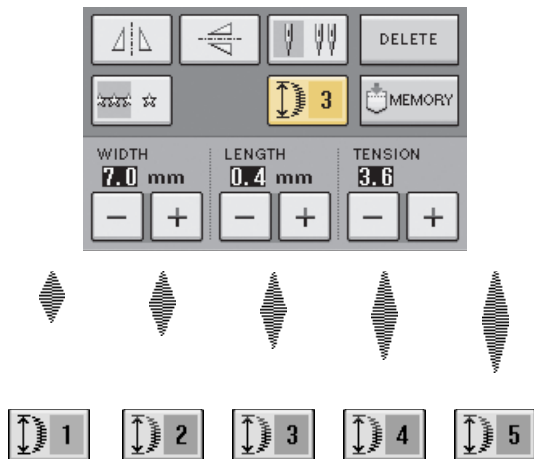 DELETE
3
MEMORY
WIDTH LENGTH TENSION
7.0 mm 0.4 mm 3.6
− + − + − +
1 2 3 4 5